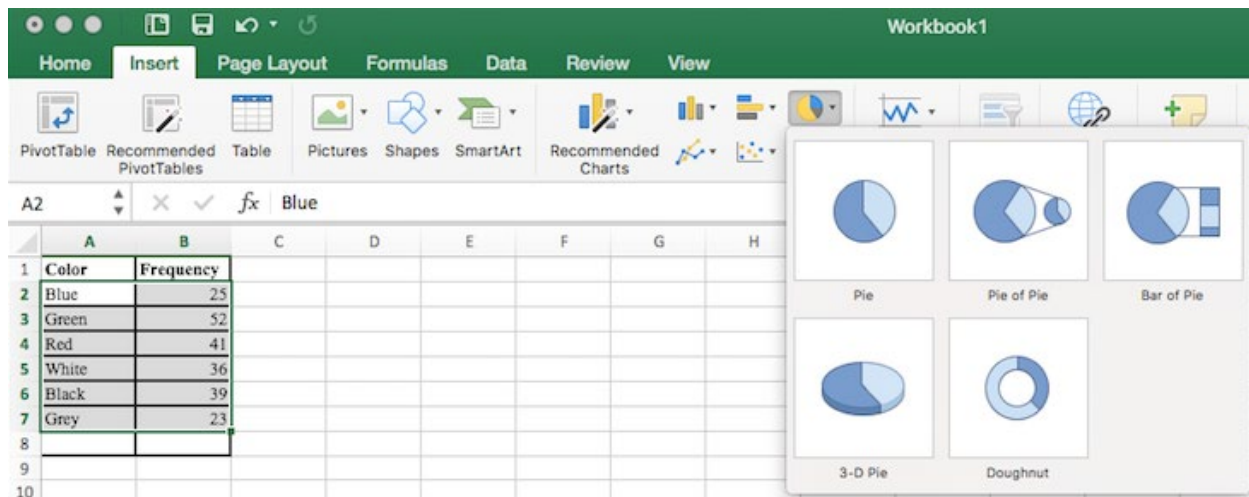 Workbook1
Home Insert Page Layout Formulas Data Review View
PivotTable Recommended PivotTables Table Pictures Shapes SmartArt Recommended Charts
A2 fx Blue
A B C D E F G H
1 Color Frequency
2 Blue 25
3 Green 52
4 Red 41
5 White 36
6 Black 39
7 Grey 23
8
9
10
Pie Pie of Pie Bar of Pie
3-D Pie Doughnut